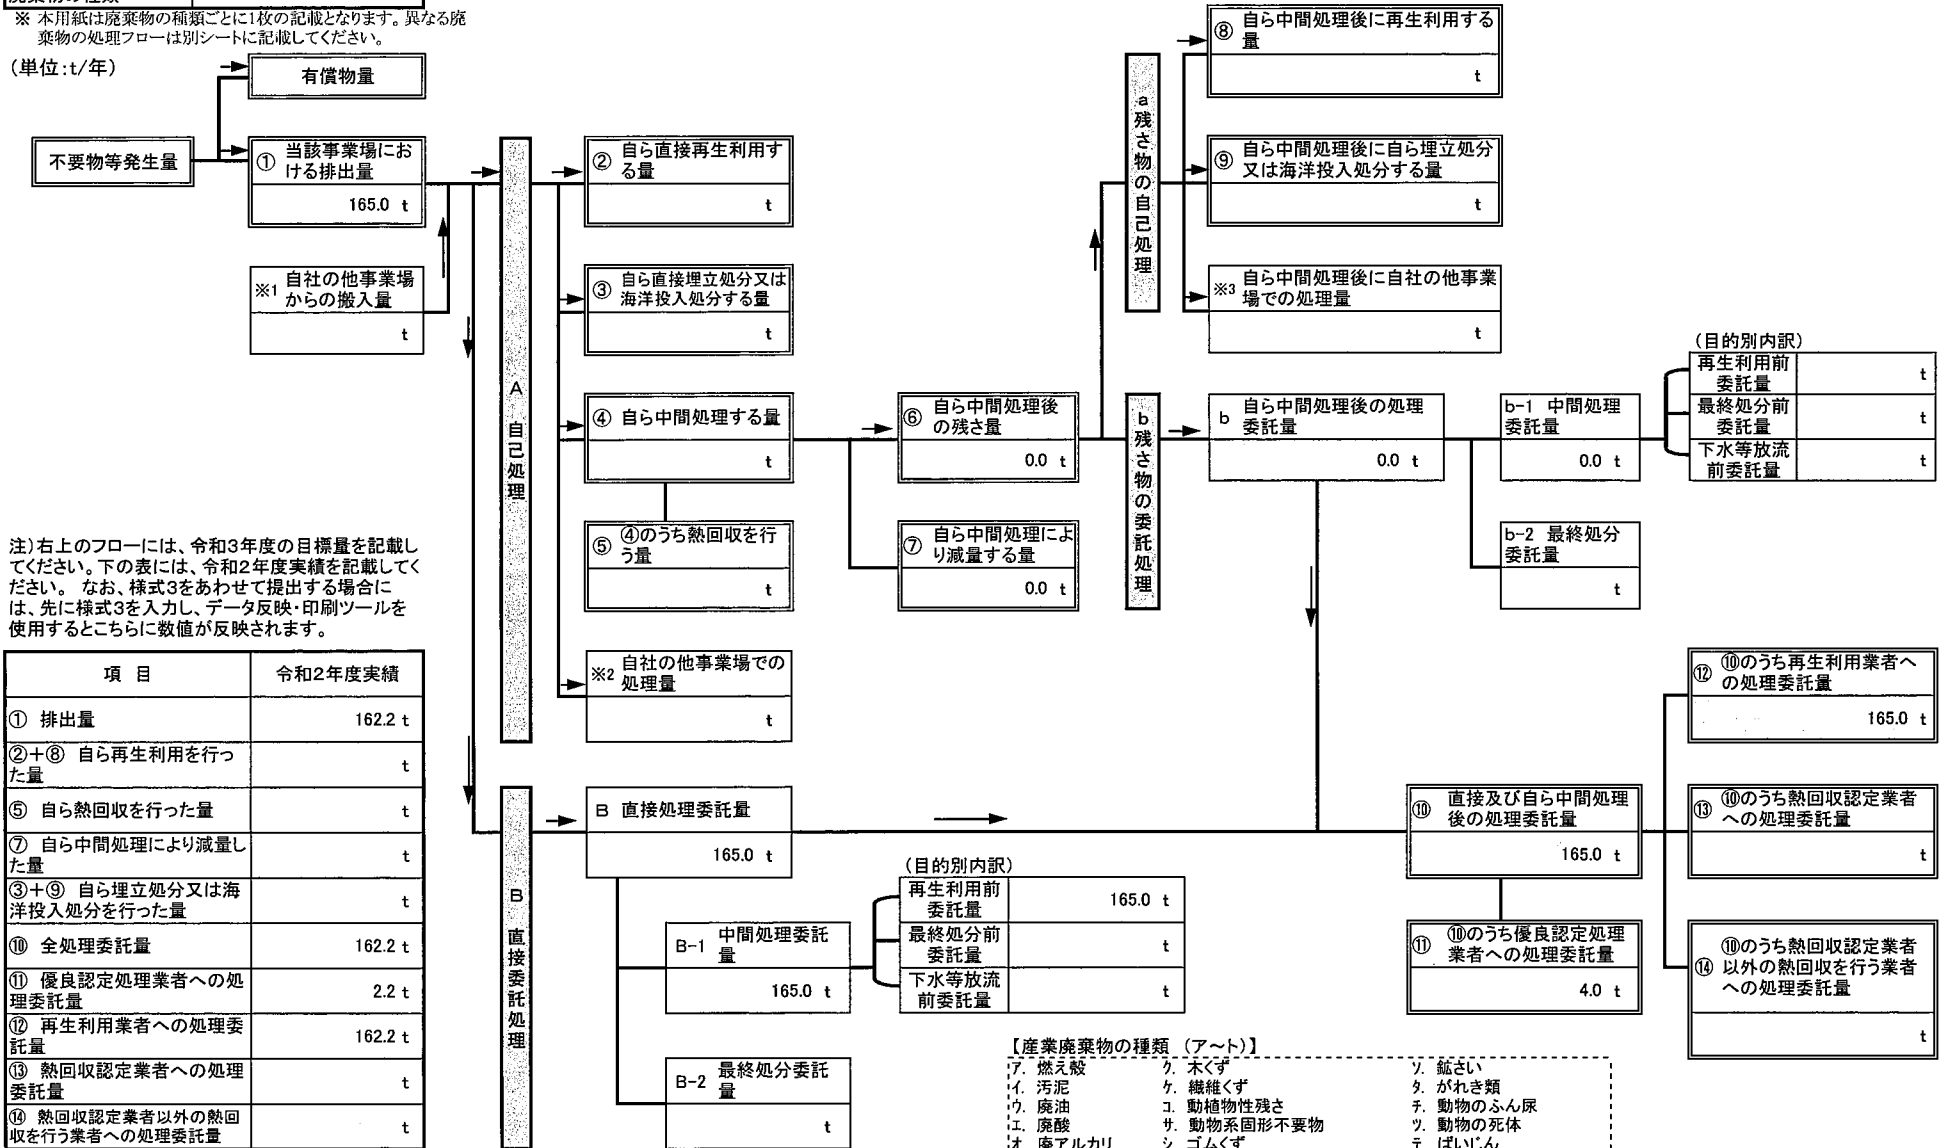 廃棄物の種類
※ 本用紙は廃棄物の種類ごとに1枚の記載となります。異なる廃
棄物の処理フローは別シートに記載してください。
(単位:t/年)
有償物量
不要物等発生量
① 当該事業場にお
ける排出量
165.0 t
※1 自社の他事業場
からの搬入量
t
A 自己処理
② 自ら直接再生利用す
る量
t
③ 自ら直接埋立処分又は
海洋投入処分する量
t
④ 自ら中間処理する量
t
⑤ ④のうち熱回収を行
う量
t
※2 自社の他事業場での
処理量
t
⑥ 自ら中間処理後
の残さ量
0.0 t
⑦ 自ら中間処理によ
り減量する量
0.0 t
a残さ物の自己処理
⑧ 自ら中間処理後に再生利用する
量
t
⑨ 自ら中間処理後に自ら埋立処分
又は海洋投入処分する量
t
※3 自ら中間処理後に自社の他事業
場での処理量
t
b残さ物の委託処理
b 自ら中間処理後の処理
委託量
0.0 t
b-1 中間処理
委託量
0.0 t
(目的別内訳)
再生利用前
委託量
t
最終処分前
委託量
t
下水等放流
前委託量
t
b-2 最終処分
委託量
t
注)右上のフローには、令和3年度の目標量を記載し
てください。下の表には、令和2年度実績を記載してく
ださい。 なお、様式3をあわせて提出する場合に
は、先に様式3を入力し、データ反映・印刷ツールを
使用するとこちらに数値が反映されます。
項 目 令和2年度実績
① 排出量 162.2 t
②+⑧ 自ら再生利用を行っ
た量
t
⑤ 自ら熱回収を行った量 t
⑦ 自ら中間処理により減量し
た量
t
③+⑨ 自ら埋立処分又は海
洋投入処分を行った量
t
⑩ 全処理委託量 162.2 t
⑪ 優良認定処理業者への処
理委託量
2.2 t
⑫ 再生利用業者への処理委
託量
162.2 t
⑬ 熱回収認定業者への処理
委託量
t
⑭ 熱回収認定業者以外の熱回
収を行う業者への処理委託量
t
B 直接委託処理
B 直接処理委託量
165.0 t
B-1 中間処理委託
量
165.0 t
(目的別内訳)
再生利用前
委託量
165.0 t
最終処分前
委託量
t
下水等放流
前委託量
t
B-2 最終処分委託
量
t
⑩ 直接及び自ら中間処理
後の処理委託量
165.0 t
⑪ ⑩のうち優良認定処理
業者への処理委託量
4.0 t
⑫ ⑩のうち再生利用業者へ
の処理委託量
165.0 t
⑬ ⑩のうち熱回収認定業者
への処理委託量
t
⑭ ⑩のうち熱回収認定業者
以外の熱回収を行う業者
への処理委託量
t
【産業廃棄物の種類 (ア~ト)】
ア. 燃え殻 ク. 木くず ソ. 鉱さい
イ. 汚泥 ケ. 繊維くず タ. がれき類
ウ. 廃油 コ. 動植物性残さ チ. 動物のふん尿
エ. 廃酸 サ. 動物系固形不要物 ツ. 動物の死体
オ. 廃アルカリ シ. ゴムくず テ. ばいじん